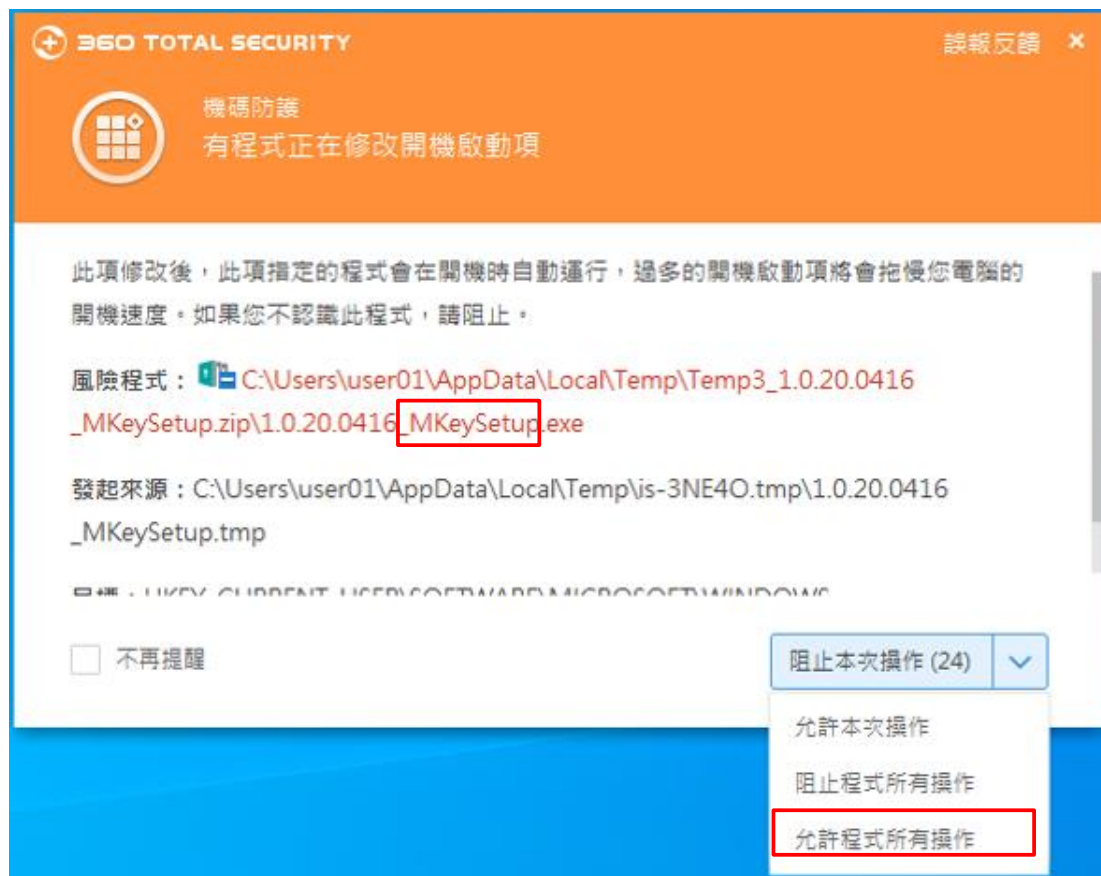 360 TOTAL SECURITY 誤報反饋 ×
機碼防護
有程式正在修改開機啟動項
此項修改後，此項指定的程式會在開機時自動運行，過多的開機啟動項將會拖慢您電腦的
開機速度。如果您不認識此程式，請阻止。
風險程式： C:\Users\user01\AppData\Local\Temp\Temp3_1.0.20.0416
_MKeySetup.zip\1.0.20.0416_MKeySetup.exe
發起來源：C:\Users\user01\AppData\Local\Temp\is-3NE4O.tmp\1.0.20.0416
_MKeySetup.tmp
目標：HKEY_CURRENT_USER\SOFTWARE\MICROSOFT\WINDOWS
不再提醒
阻止本次操作 (24)
允許本次操作
阻止程式所有操作
允許程式所有操作